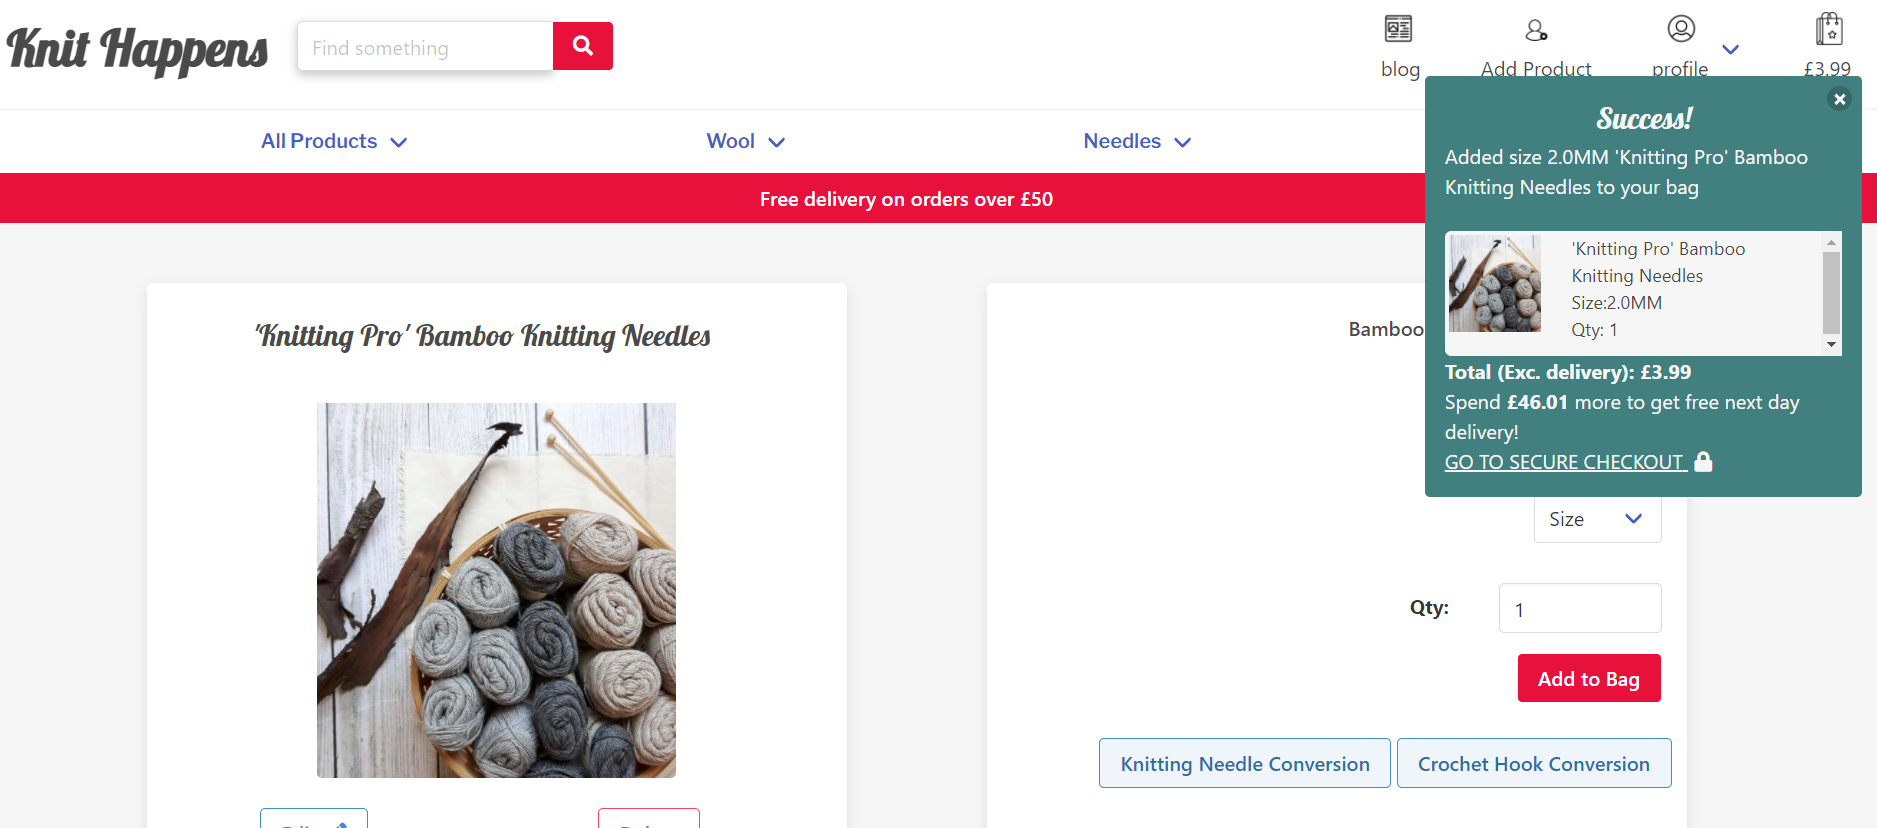 Knit Happens
Find something
blog
Add Product
profile
£3.99
All Products
Wool
Needles
Free delivery on orders over £50
Success!
Added size 2.0MM 'Knitting Pro' Bamboo
Knitting Needles to your bag
'Knitting Pro' Bamboo
Knitting Needles
Size:2.0MM
Qty: 1
Total (Exc. delivery): £3.99
Spend £46.01 more to get free next day
delivery!
GO TO SECURE CHECKOUT
'Knitting Pro' Bamboo Knitting Needles
Bamboo
Size
Qty:
1
Add to Bag
Knitting Needle Conversion
Crochet Hook Conversion